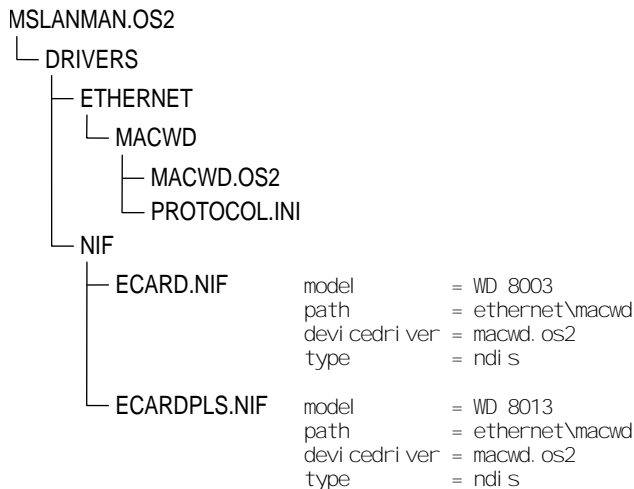 MSLANMAN.OS2
DRIVERS
ETHERNET
MACWD
MACWD.OS2
PROTOCOL.INI
NIF
ECARD.NIF model = WD 8003
path = ethernet\macwd
devicedriver = macwd.os2
type = ndis
ECARDPLS.NIF model = WD 8013
path = ethernet\macwd
devicedriver = macwd.os2
type = ndis